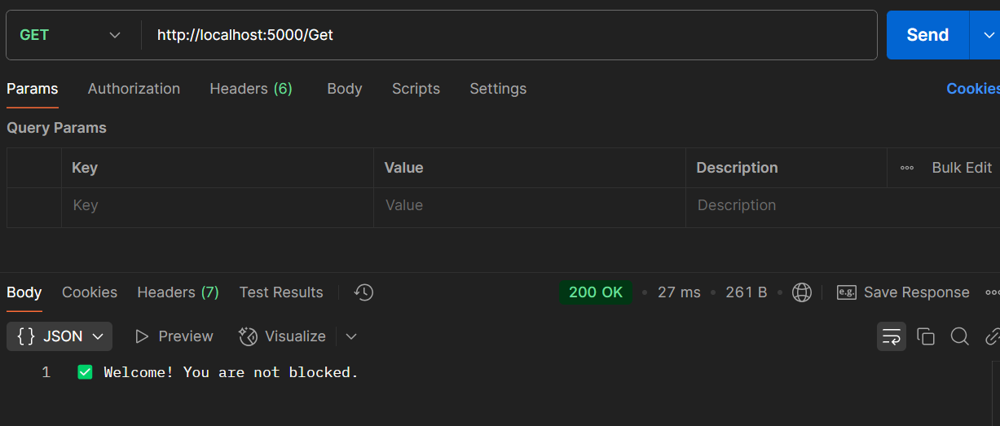 GET http://localhost:5000/Get Send
Params Authorization Headers (6) Body Scripts Settings Cookies
Query Params
Key Value Description Bulk Edit
Key Value Description
Body Cookies Headers (7) Test Results 200 OK • 27 ms • 261 B • e.g. Save Response
{} JSON Preview Visualize
1 ✅ Welcome! You are not blocked.